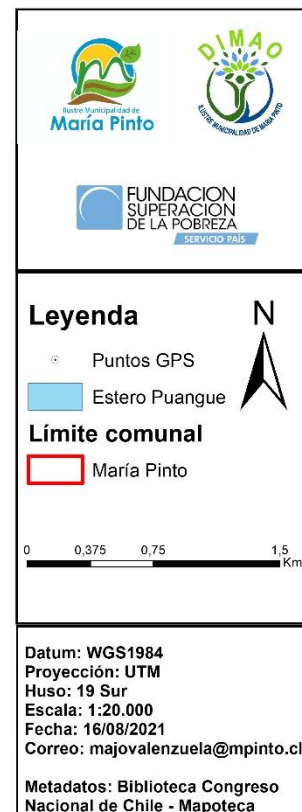 Ilustre Municipalidad de
María Pinto
DIMAO
ILUSTRE MUNICIPALIDAD DE MARÍA PINTO
FUNDACION
SUPERACIÓN
DE LA POBREZA
SERVICIO PAÍS
Leyenda
N
Puntos GPS
Estero Puangue
Límite comunal
María Pinto
0 0,375 0,75 1,5
Km
Datum: WGS1984
Proyección: UTM
Huso: 19 Sur
Escala: 1:20.000
Fecha: 16/08/2021
Correo: majovalenzuela@mpinto.cl
Metadatos: Biblioteca Congreso
Nacional de Chile - Mapoteca